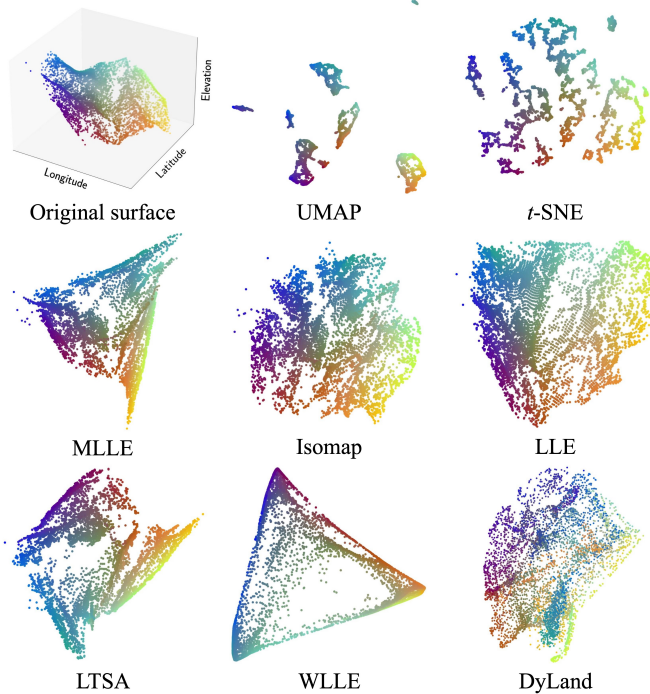 Elevation
Latitude
Longitude
Original surface
UMAP
t-SNE
MLLE
Isomap
LLE
LTSA
WLLE
DyLand